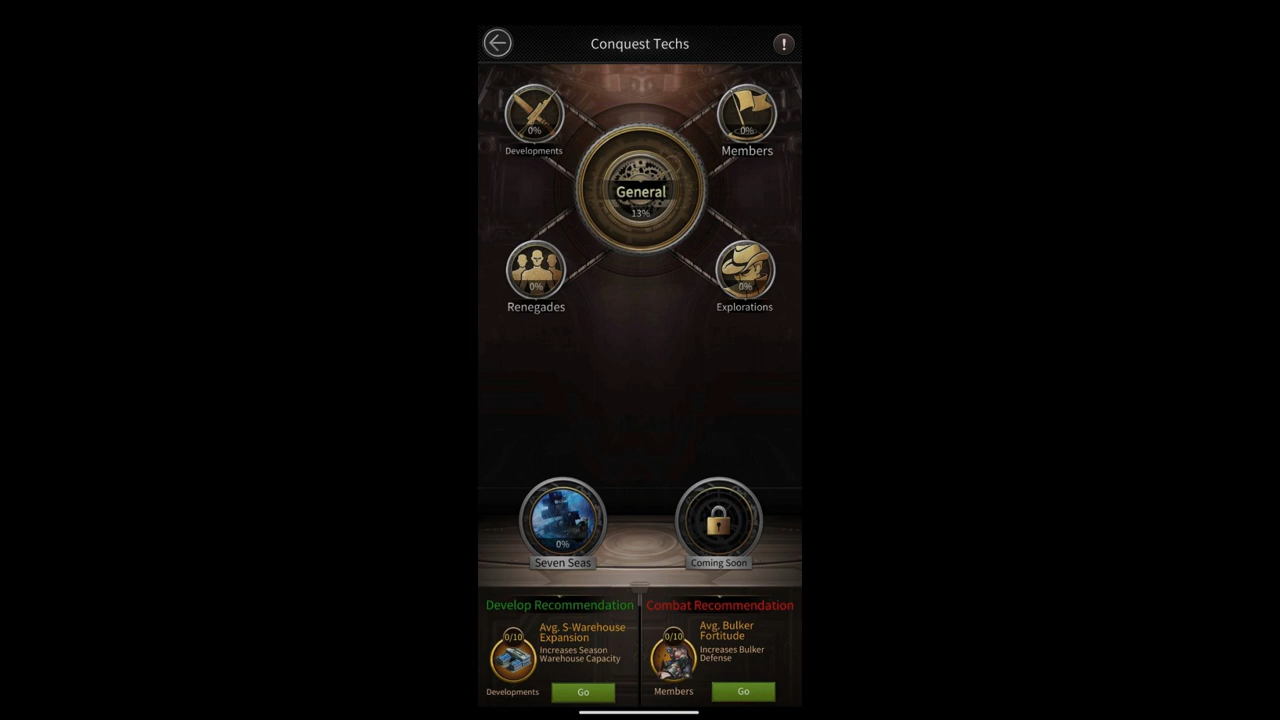 Conquest Techs
!
0%
Developments
0%
Members
General
13%
0%
Renegades
0%
Explorations
0%
Seven Seas
Coming Soon
Develop Recommendation
0/10
Avg. S-Warehouse
Expansion
Increases Season
Warehouse Capacity
Developments
Go
Combat Recommendation
0/10
Avg. Bulker
Fortitude
Increases Bulker
Defense
Members
Go